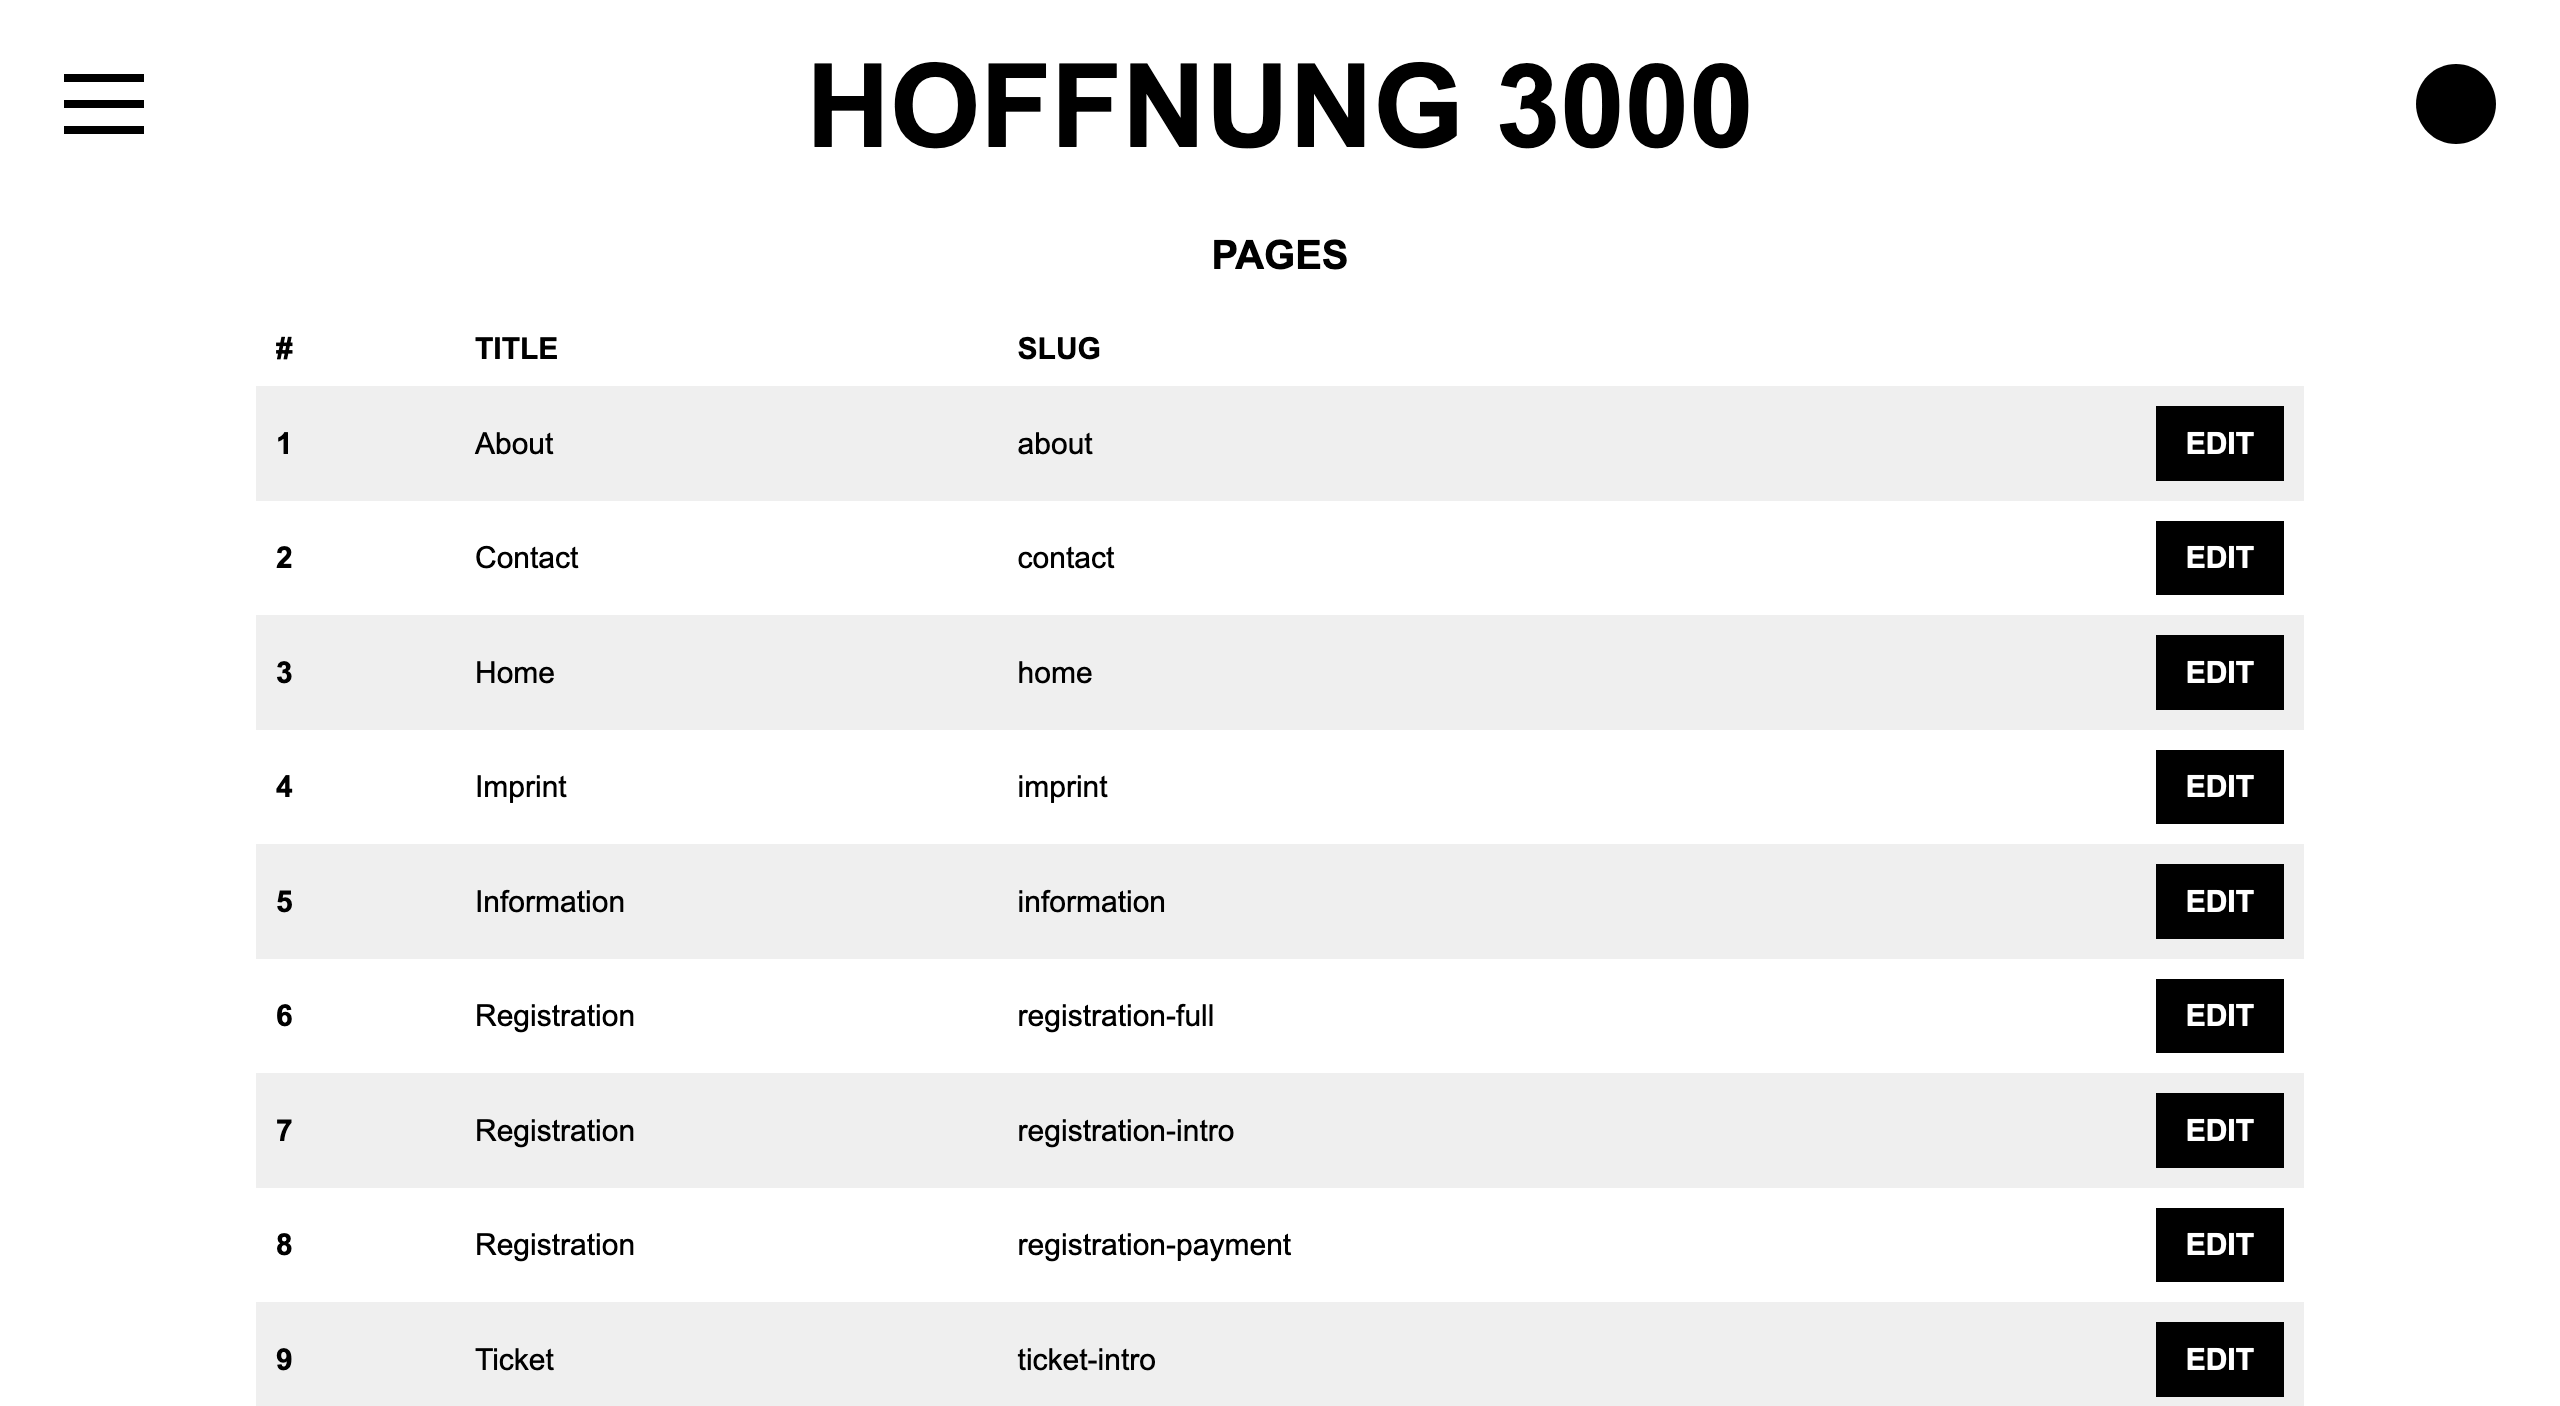 HOFFNUNG 3000
PAGES
# TITLE SLUG
1 About about EDIT
2 Contact contact EDIT
3 Home home EDIT
4 Imprint imprint EDIT
5 Information information EDIT
6 Registration registration-full EDIT
7 Registration registration-intro EDIT
8 Registration registration-payment EDIT
9 Ticket ticket-intro EDIT